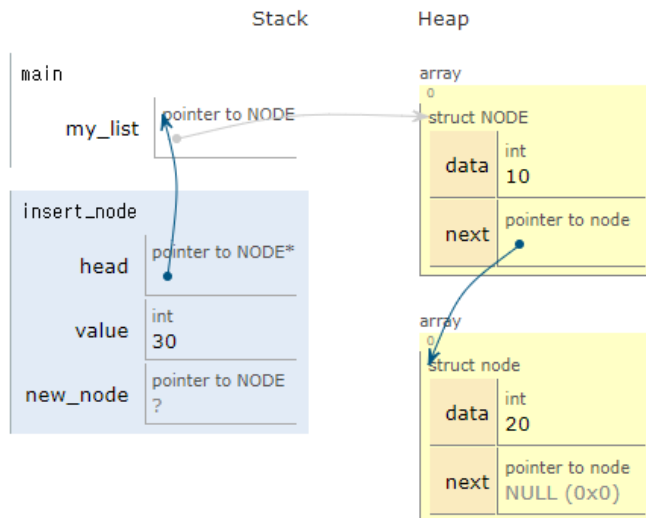 Stack Heap
main
my_list pointer to NODE
insert_node
head pointer to NODE*
value int
30
new_node pointer to NODE
?
array
0
struct NODE
data int
10
next pointer to node
array
0
struct node
data int
20
next pointer to node
NULL (0x0)